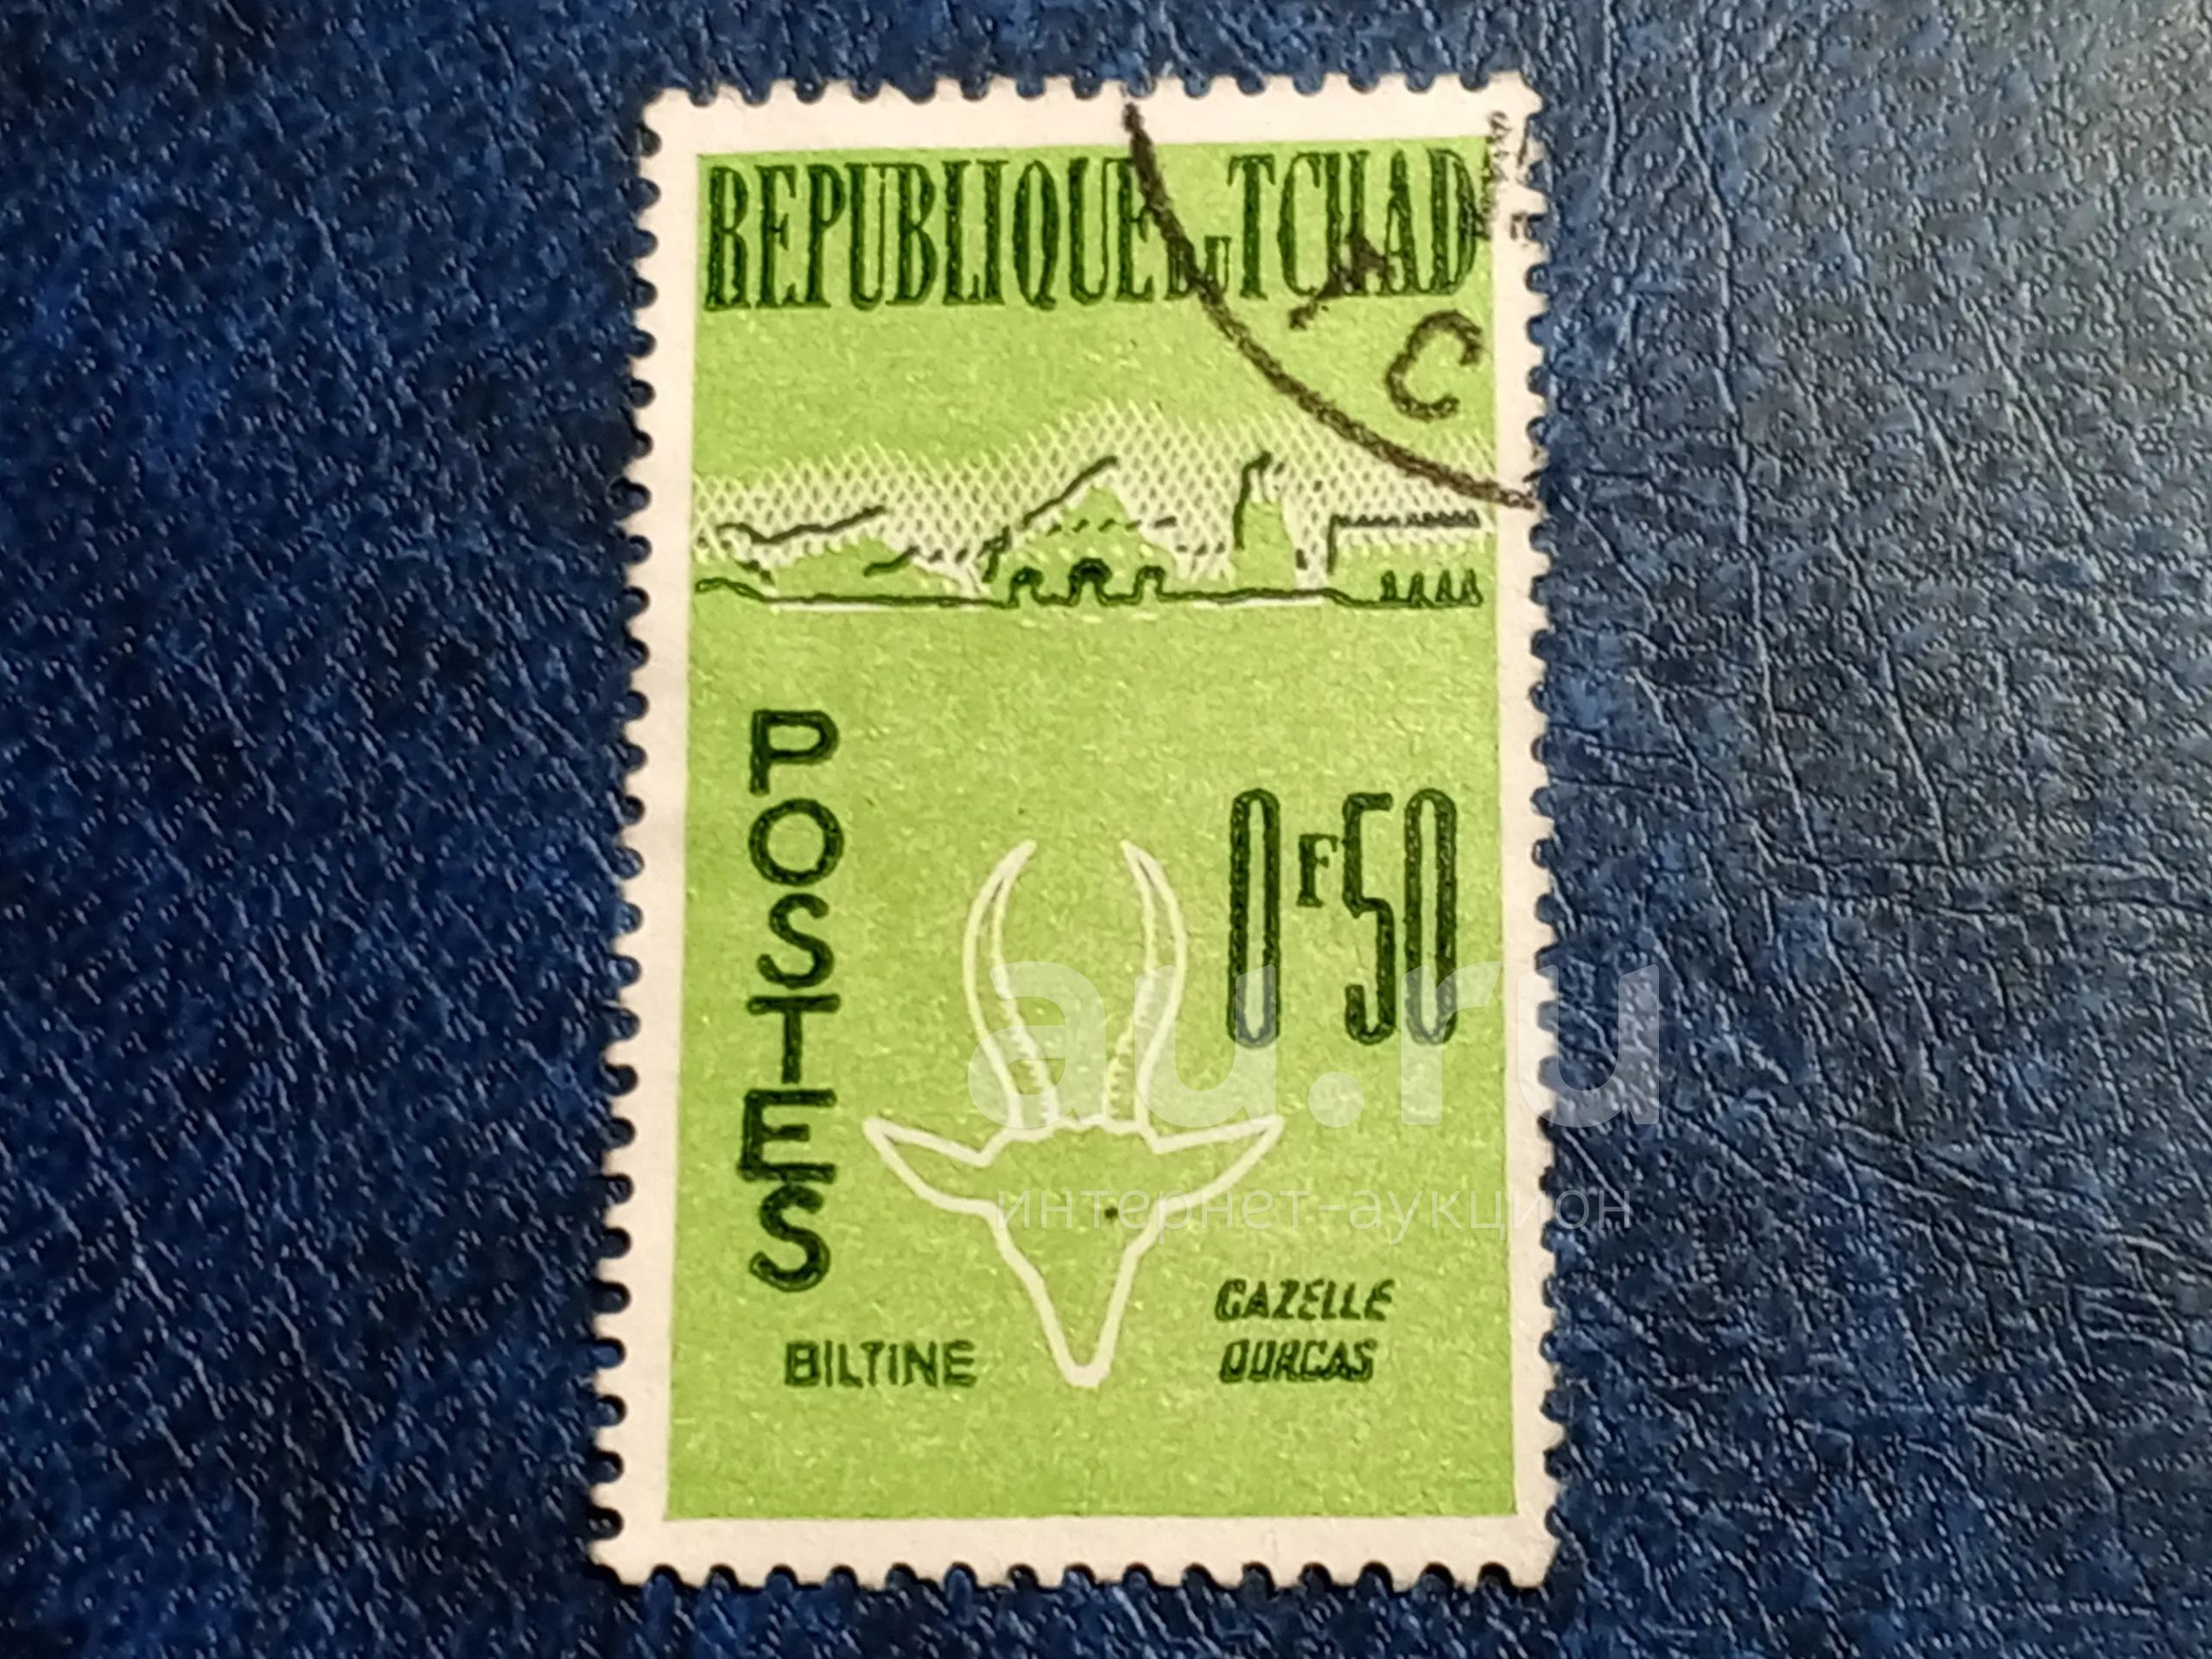 REPUBLIQUE DU TCHAD
C
POSTES
0F50
au.ru
интернет-аукцион
GAZELLE
DORCAS
BILTINE